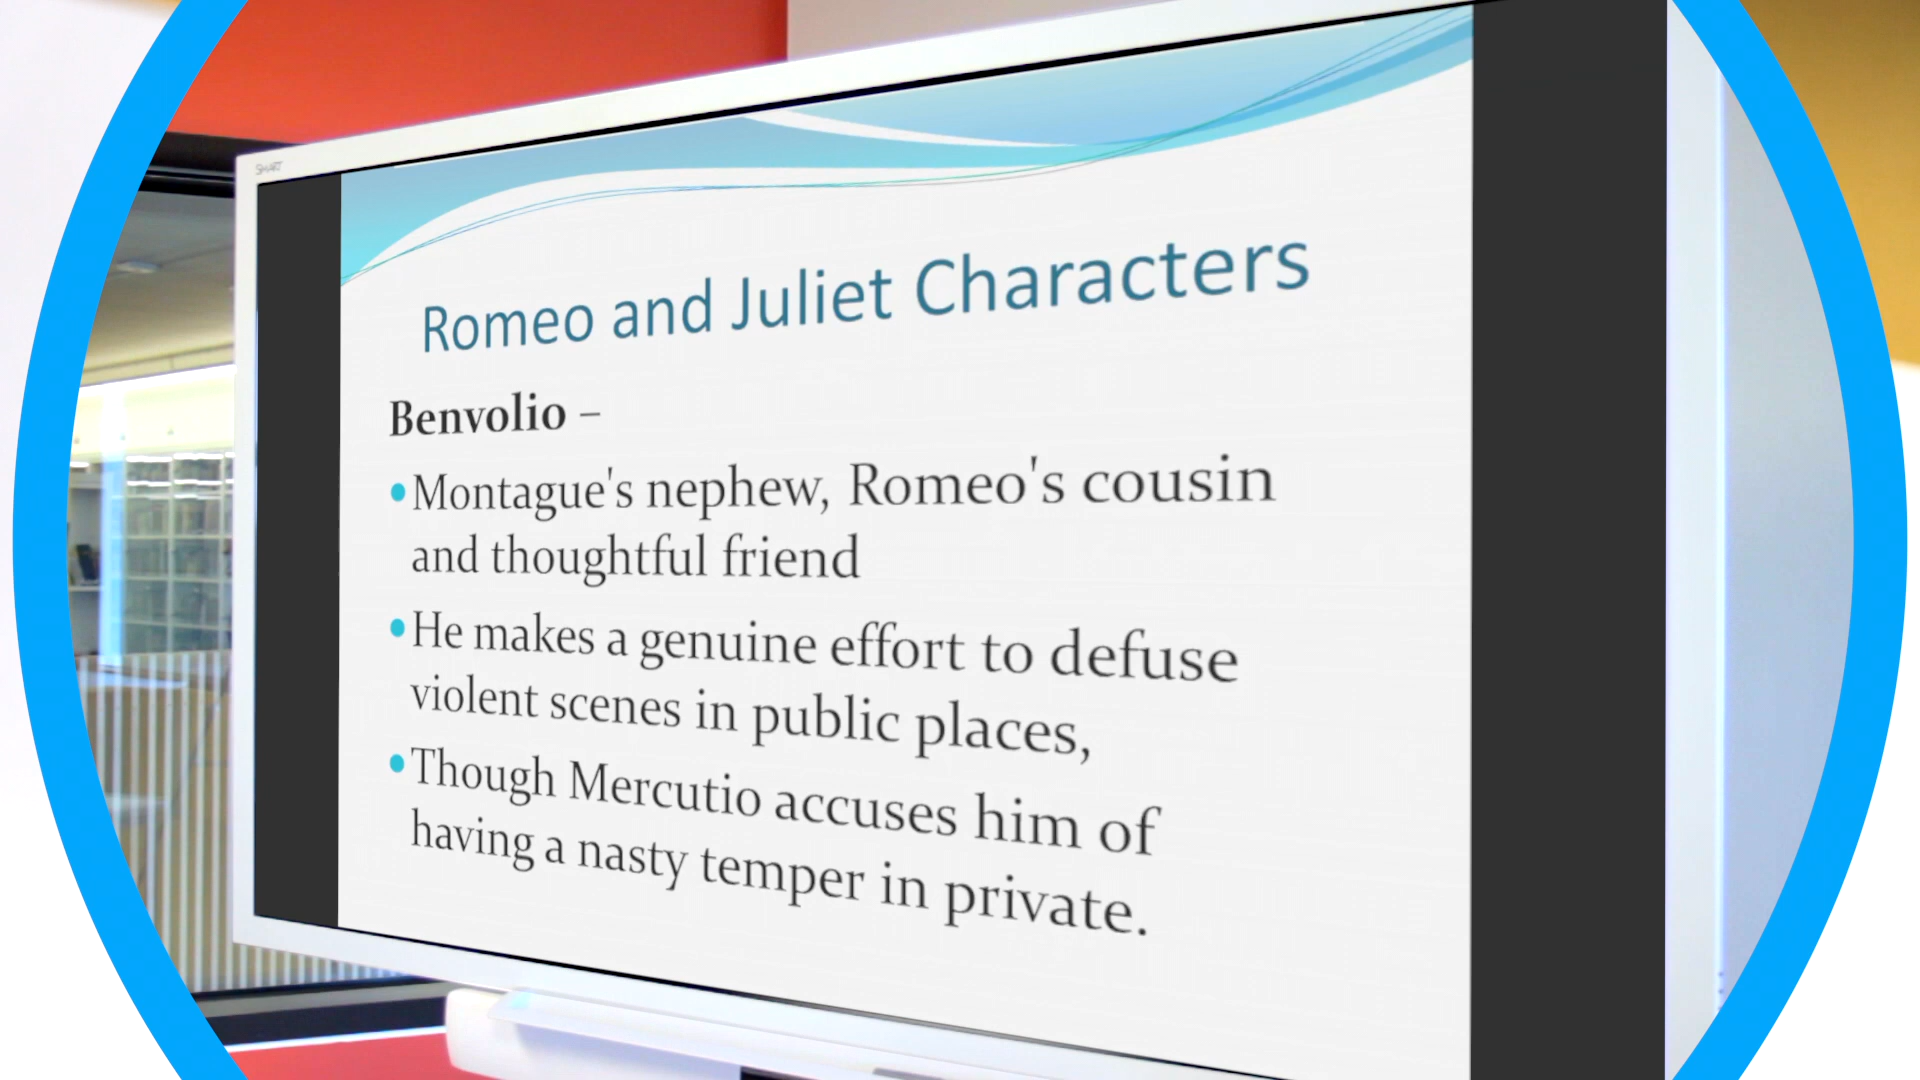 SMART
Romeo and Juliet Characters
Benvolio –
•Montague's nephew, Romeo's cousin
and thoughtful friend
•He makes a genuine effort to defuse
violent scenes in public places,
•Though Mercutio accuses him of
having a nasty temper in private.